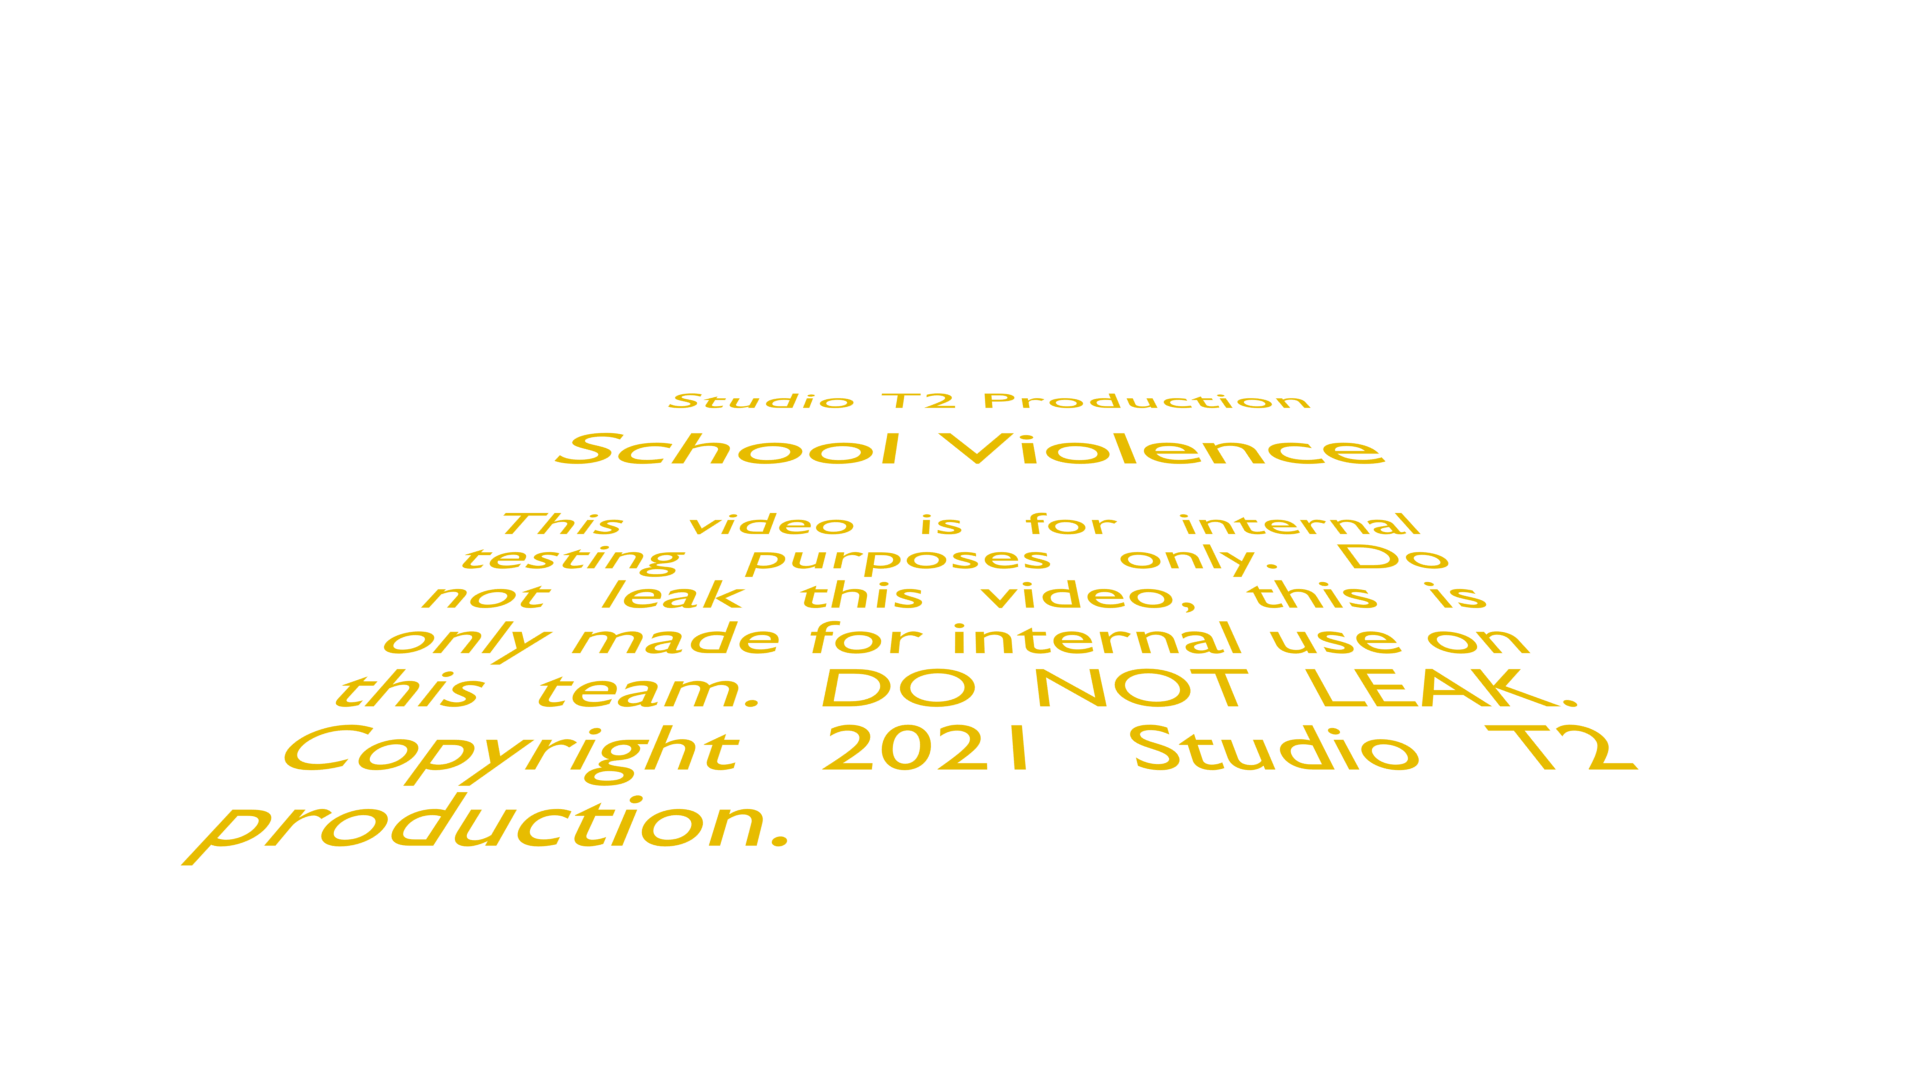 Studio T2 Production
School Violence
This video is for internal
testing purposes only. Do
not leak this video, this is
only made for internal use on
this team. DO NOT LEAK.
Copyright 2021 Studio T2
production.